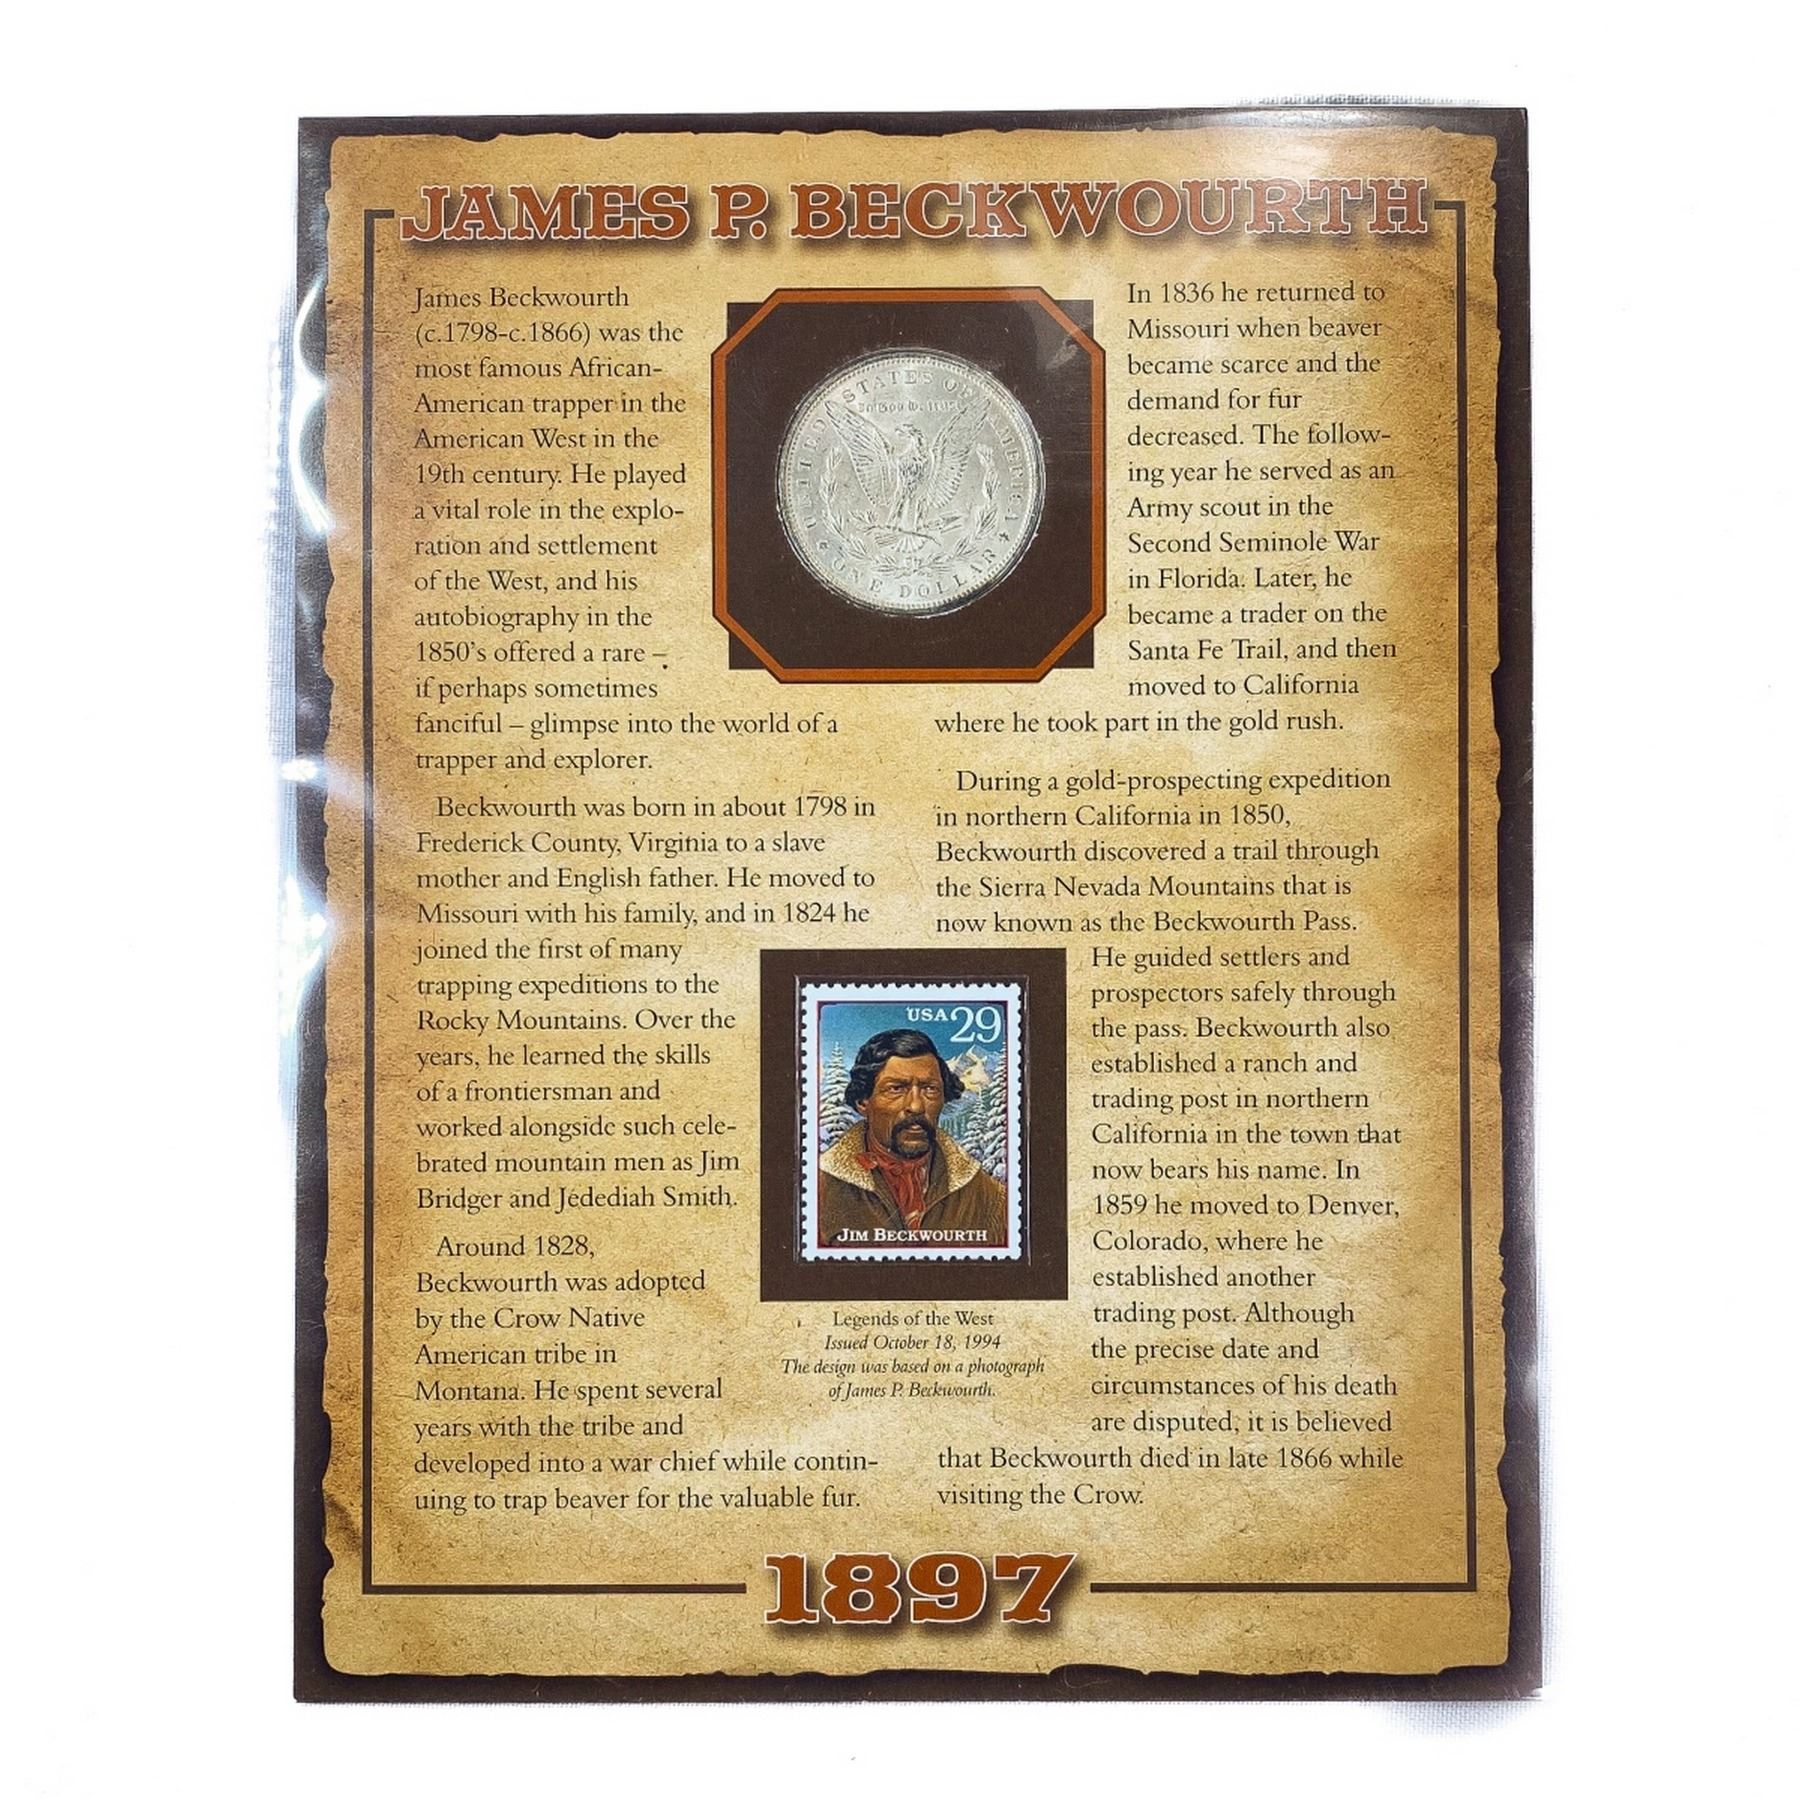 JAMES P. BECKWOURTH
James Beckwourth
(c.1798-c.1866) was the
most famous African-
American trapper in the
American West in the
19th century. He played
a vital role in the explo-
ration and settlement
of the West, and his
autobiography in the
1850's offered a rare –
if perhaps sometimes
fanciful – glimpse into the world of a
trapper and explorer.
Beckwourth was born in about 1798 in
Frederick County, Virginia to a slave
mother and English father. He moved to
Missouri with his family, and in 1824 he
joined the first of many
trapping expeditions to the
Rocky Mountains. Over the
years, he learned the skills
of a frontiersman and
worked alongside such cele-
brated mountain men as Jim
Bridger and Jedediah Smith.
Around 1828,
Beckwourth was adopted
by the Crow Native
American tribe in
Montana. He spent several
years with the tribe and
developed into a war chief while contin-
uing to trap beaver for the valuable fur.
UNITED STATES OF AMERICA
In God We Trust
ONE DOLLAR
In 1836 he returned to
Missouri when beaver
became scarce and the
demand for fur
decreased. The follow-
ing year he served as an
Army scout in the
Second Seminole War
in Florida. Later, he
became a trader on the
Santa Fe Trail, and then
moved to California
where he took part in the gold rush.
During a gold-prospecting expedition
in northern California in 1850,
Beckwourth discovered a trail through
the Sierra Nevada Mountains that is
now known as the Beckwourth Pass.
He guided settlers and
prospectors safely through
the pass. Beckwourth also
established a ranch and
trading post in northern
California in the town that
now bears his name. In
1859 he moved to Denver,
Colorado, where he
established another
trading post. Although
the precise date and
circumstances of his death
are disputed, it is believed
that Beckwourth died in late 1866 while
visiting the Crow.
USA 29
JIM BECKWOURTH
Legends of the West
Issued October 18, 1994
The design was based on a photograph
of James P. Beckwourth.
1897